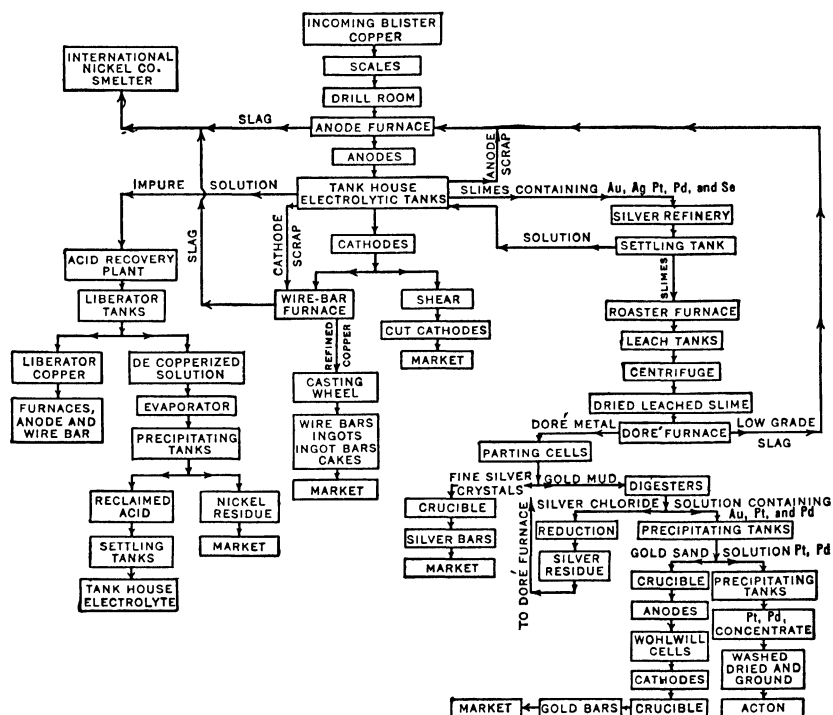 INCOMING BLISTER
COPPER
SCALES
DRILL ROOM
INTERNATIONAL
NICKEL CO.
SMELTER
SLAG
ANODE FURNACE
ANODES
ANODE
SCRAP
IMPURE SOLUTION
TANK HOUSE
ELECTROLYTIC TANKS
SLIMES CONTAINING Au, Ag Pt, Pd, and Se
SILVER REFINERY
SOLUTION
SETTLING TANK
SLIMES
ROASTER FURNACE
LEACH TANKS
CENTRIFUGE
DRIED LEACHED SLIME
DORÉ METAL
DORÉ FURNACE
LOW GRADE
SLAG
CATHODES
CATHODE
SCRAP
SLAG
WIRE-BAR
FURNACE
SHEAR
CUT CATHODES
MARKET
REFINED
COPPER
CASTING
WHEEL
WIRE BARS
INGOTS
INGOT BARS
CAKES
MARKET
ACID RECOVERY
PLANT
LIBERATOR
TANKS
LIBERATOR
COPPER
FURNACES,
ANODE AND
WIRE BAR
DE COPPERIZED
SOLUTION
EVAPORATOR
PRECIPITATING
TANKS
RECLAIMED
ACID
SETTLING
TANKS
TANK HOUSE
ELECTROLYTE
NICKEL
RESIDUE
MARKET
PARTING CELLS
FINE SILVER
CRYSTALS
GOLD MUD
DIGESTERS
CRUCIBLE
SILVER BARS
MARKET
TO DORÉ FURNACE
SILVER CHLORIDE
SOLUTION CONTAINING
Au, Pt, and Pd
REDUCTION
SILVER
RESIDUE
PRECIPITATING TANKS
GOLD SAND
SOLUTION Pt, Pd
CRUCIBLE
ANODES
WOHLWILL
CELLS
CATHODES
CRUCIBLE
GOLD BARS
MARKET
PRECIPITATING
TANKS
Pt, Pd,
CONCENTRATE
WASHED
DRIED AND
GROUND
ACTON